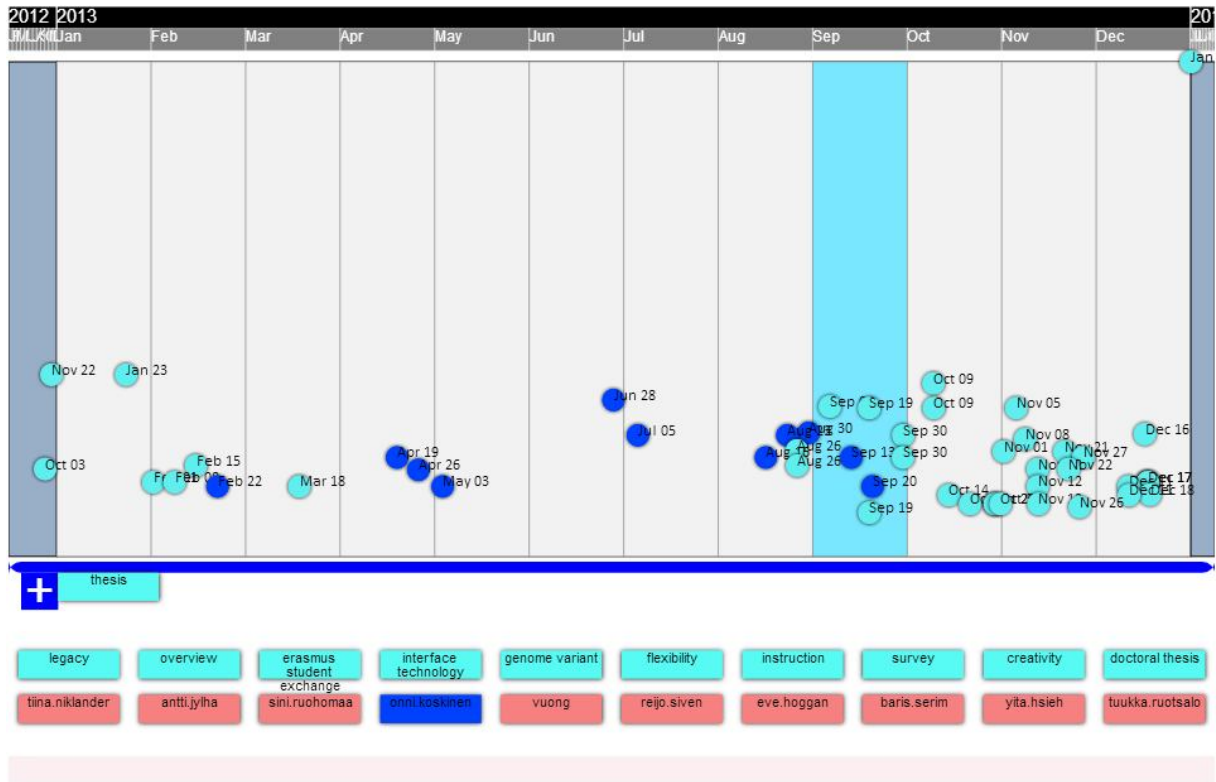 2012 2013
Jan Feb Mar Apr May Jun Jul Aug Sep Oct Nov Dec
Jan
Nov 22
Jan 23
Oct 09
Jun 28
Sep 19
Oct 09
Nov 05
Jul 05
Aug 30
Sep 30
Nov 08
Dec 16
Aug 26
Nov 01
Nov 21
Apr 19
Sep 13
Sep 30
Nov 27
Oct 03
Feb 15
Apr 26
Aug 26
Nov 22
Feb 22
Mar 18
May 03
Sep 20
Nov 12
Dec 17
Oct 14
Dec 18
Sep 19
Nov 26
+ thesis
legacy
overview
erasmus student exchange
interface technology
genome variant
flexibility
instruction
survey
creativity
doctoral thesis
tiina.niklander
antti.jylha
sini.ruohomaa
onni.koskinen
vuong
reijo.siven
eve.hoggan
baris.serim
yita.hsieh
tuukka.ruotsalo